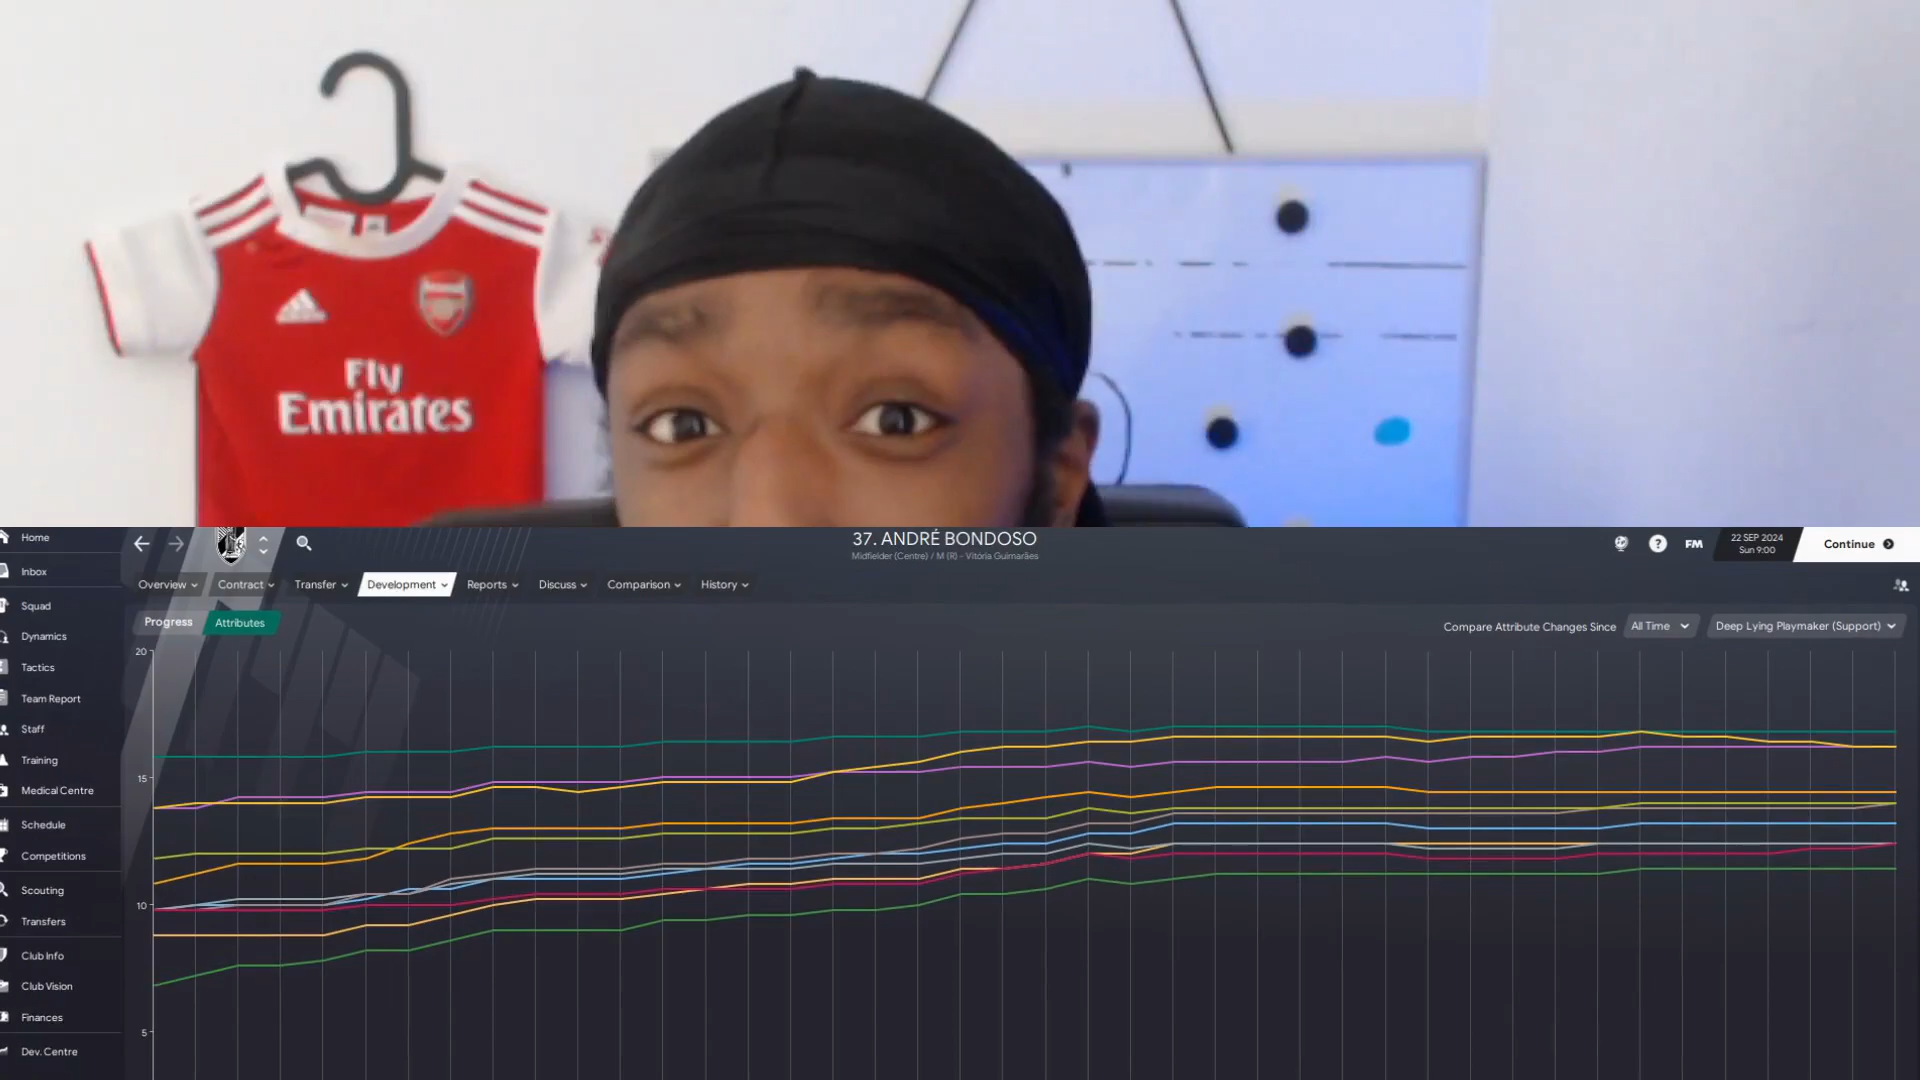 Fly
Emirates
Home
37. ANDRÉ BONDOSO
Midfielder (Centre) / M (R) - Vitória Guimarães
? FM
22 SEP 2024
Sun 9:00
Continue
Inbox
Overview Contract Transfer Development Reports Discuss Comparison History
Squad
Progress Attributes
Compare Attribute Changes Since All Time Deep Lying Playmaker (Support)
Dynamics
20
Tactics
Team Report
Staff
Training
15
Medical Centre
Schedule
Competitions
Scouting
10
Transfers
Club Info
Club Vision
Finances
5
Dev. Centre